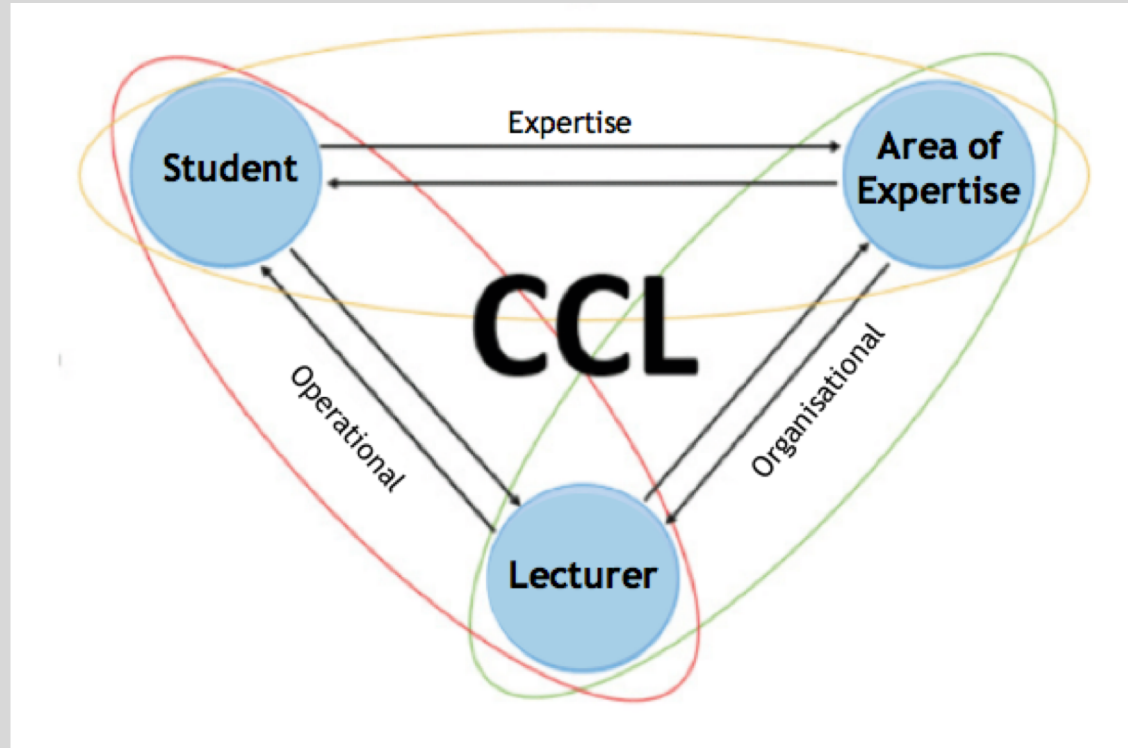 Expertise
Student
Area of
Expertise
CCL
Operational
Organisational
Lecturer